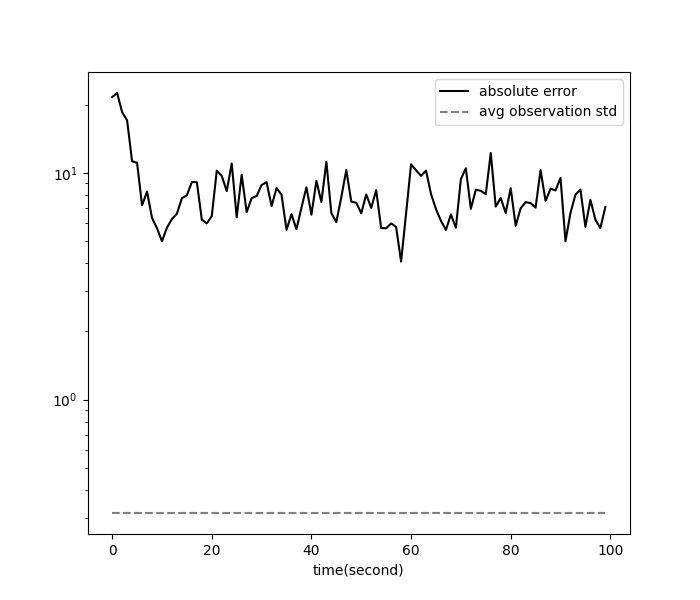 absolute error
avg observation std
10¹
10⁰
0 20 40 60 80 100
time(second)